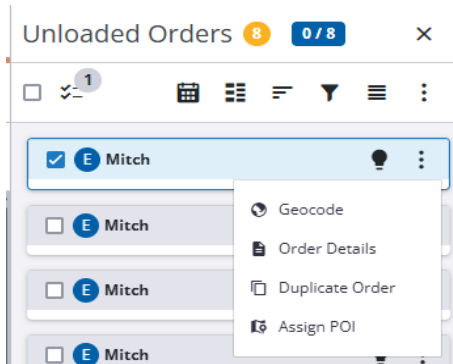 Unloaded Orders 8 0 / 8
1
E Mitch
Geocode
E Mitch
Order Details
E Mitch
Duplicate Order
Assign POI
E Mitch